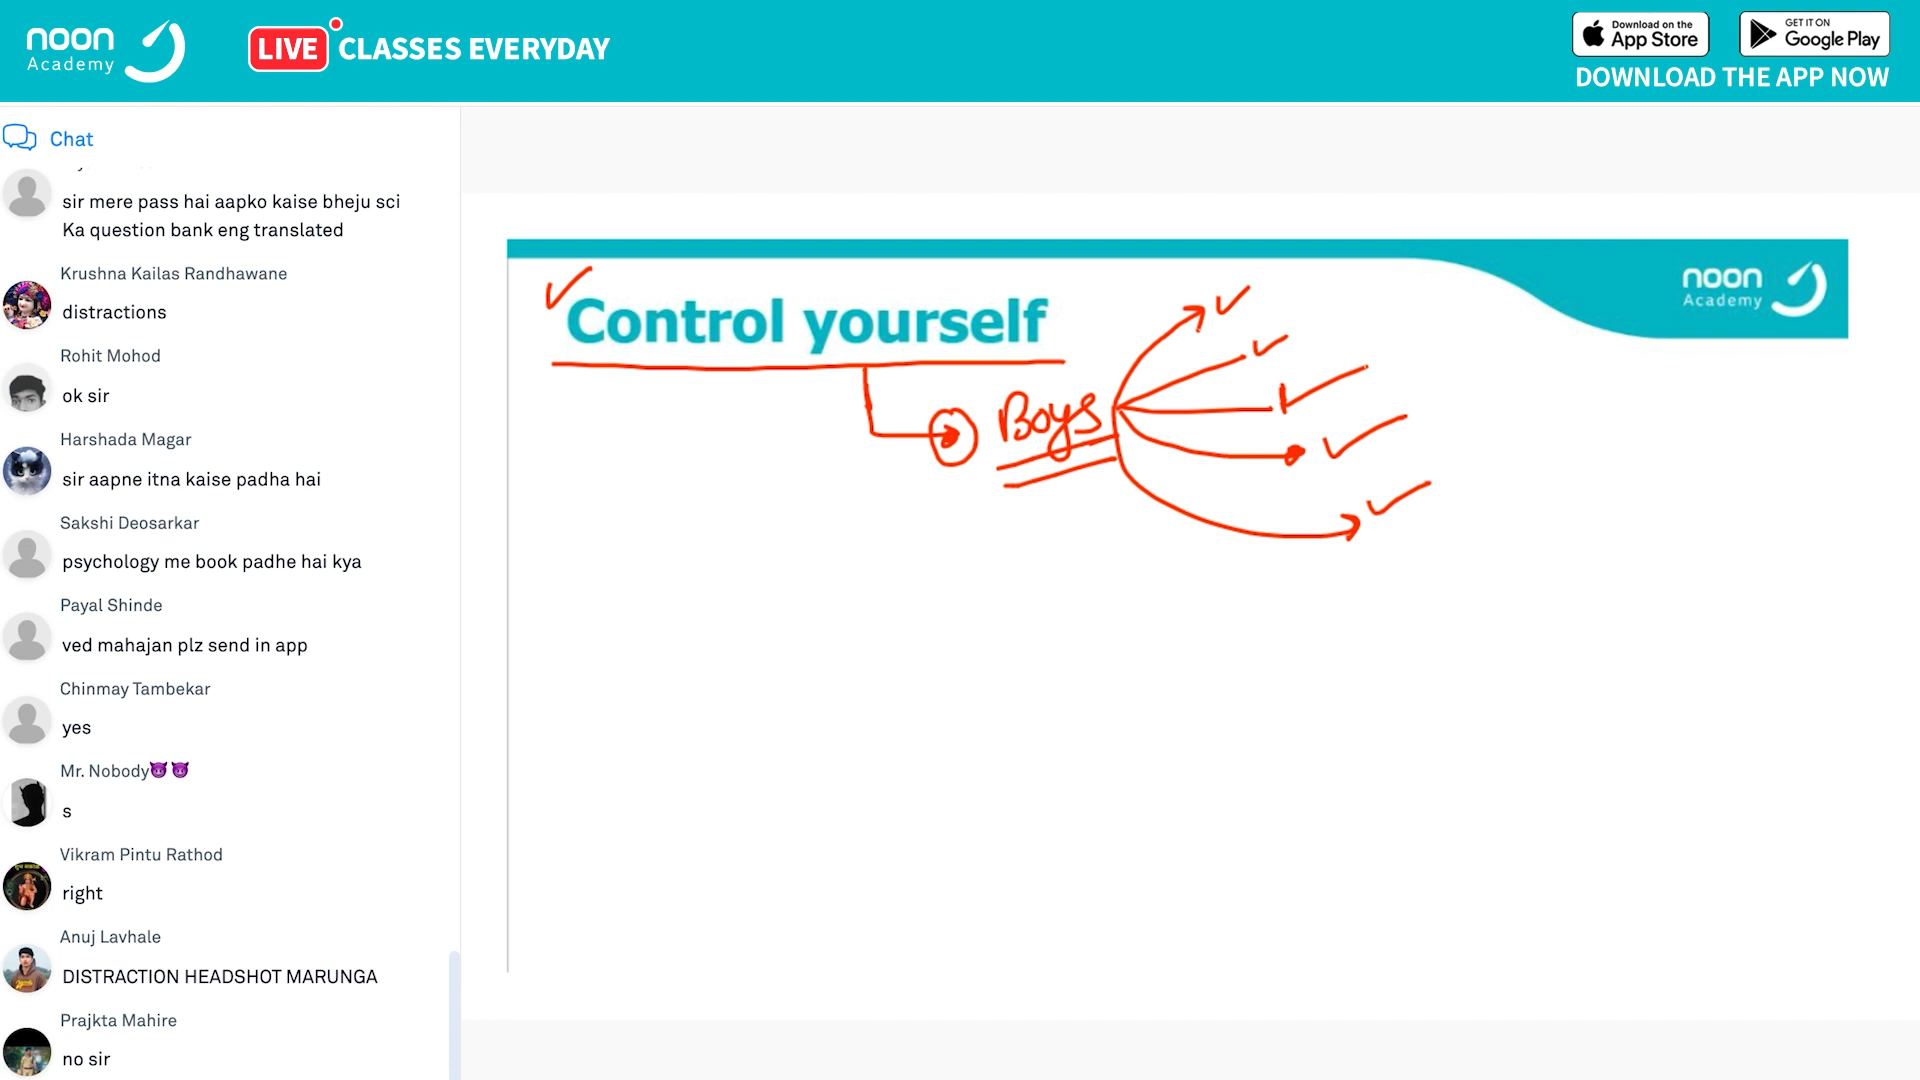 noon
Academy
LIVE CLASSES EVERYDAY
Download on the
App Store
GET IT ON
Google Play
DOWNLOAD THE APP NOW
Chat
sir mere pass hai aapko kaise bheju sci
Ka question bank eng translated
Krushna Kailas Randhawane
distractions
Rohit Mohod
ok sir
Harshada Magar
sir aapne itna kaise padha hai
Sakshi Deosarkar
psychology me book padhe hai kya
Payal Shinde
ved mahajan plz send in app
Chinmay Tambekar
yes
Mr. Nobody😈😈
s
Vikram Pintu Rathod
right
Anuj Lavhale
DISTRACTION HEADSHOT MARUNGA
Prajkta Mahire
no sir
Control yourself
Boys
noon
Academy